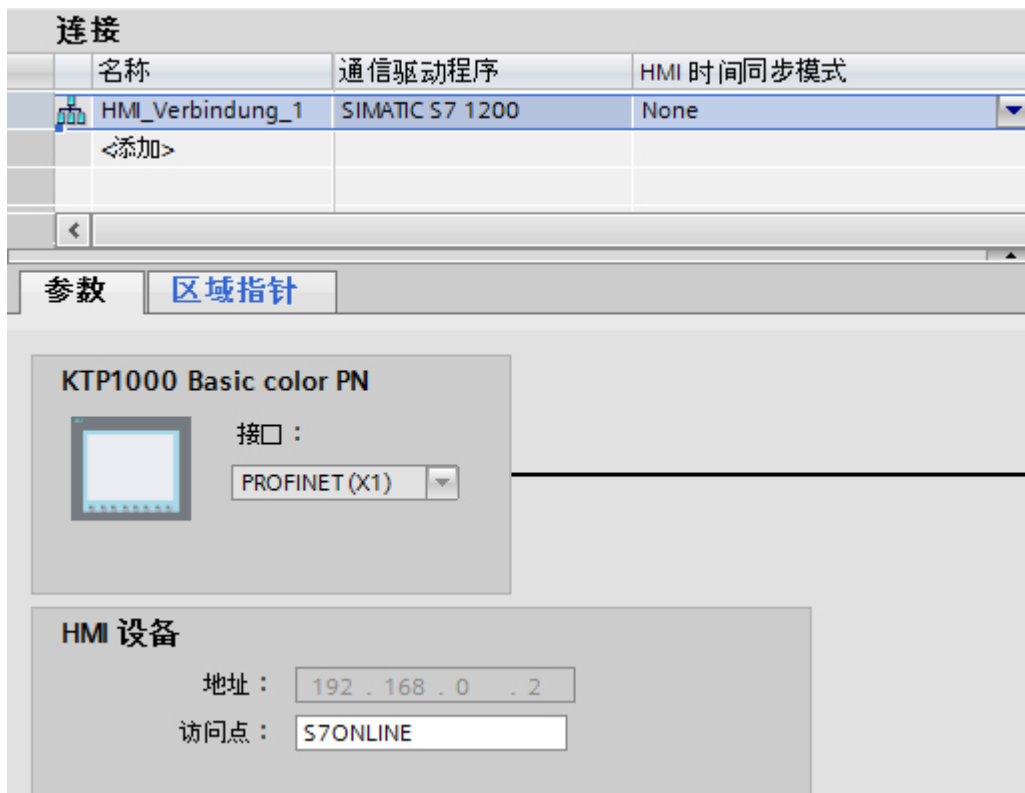 连接
名称 通信驱动程序 HMI 时间同步模式
HMI_Verbindung_1 SIMATIC S7 1200 None
<添加>
参数 区域指针
KTP1000 Basic color PN
接口：
PROFINET (X1)
HMI 设备
地址： 192 . 168 . 0 . 2
访问点： S7ONLINE